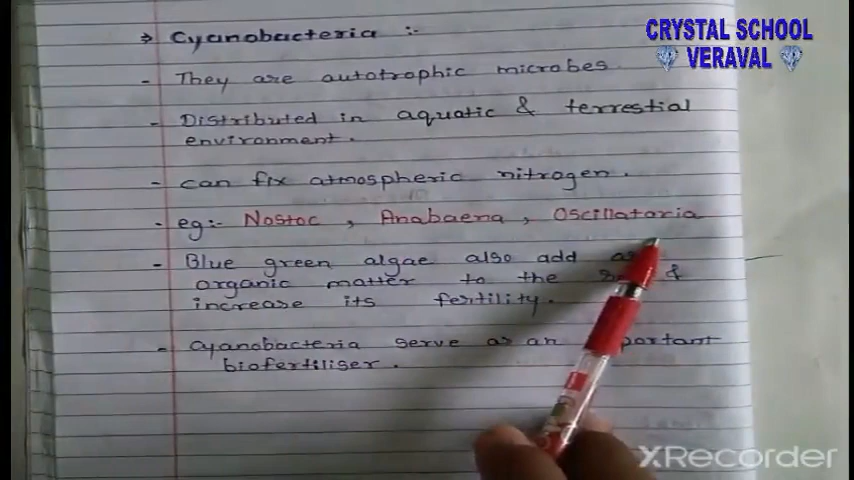 CRYSTAL SCHOOL
VERAVAL
→ Cyanobacteria :-
- They are autotrophic microbes
- Distributed in aquatic & terrestial
environment.
- can fix atmospheric nitrogen.
- eg:- Nostoc , Anabaena , Oscillatoria
- Blue green algae also add
organic matter to the &
increase its fertility.
- Cyanobacteria serve as an
biofertiliser.
XRecorder